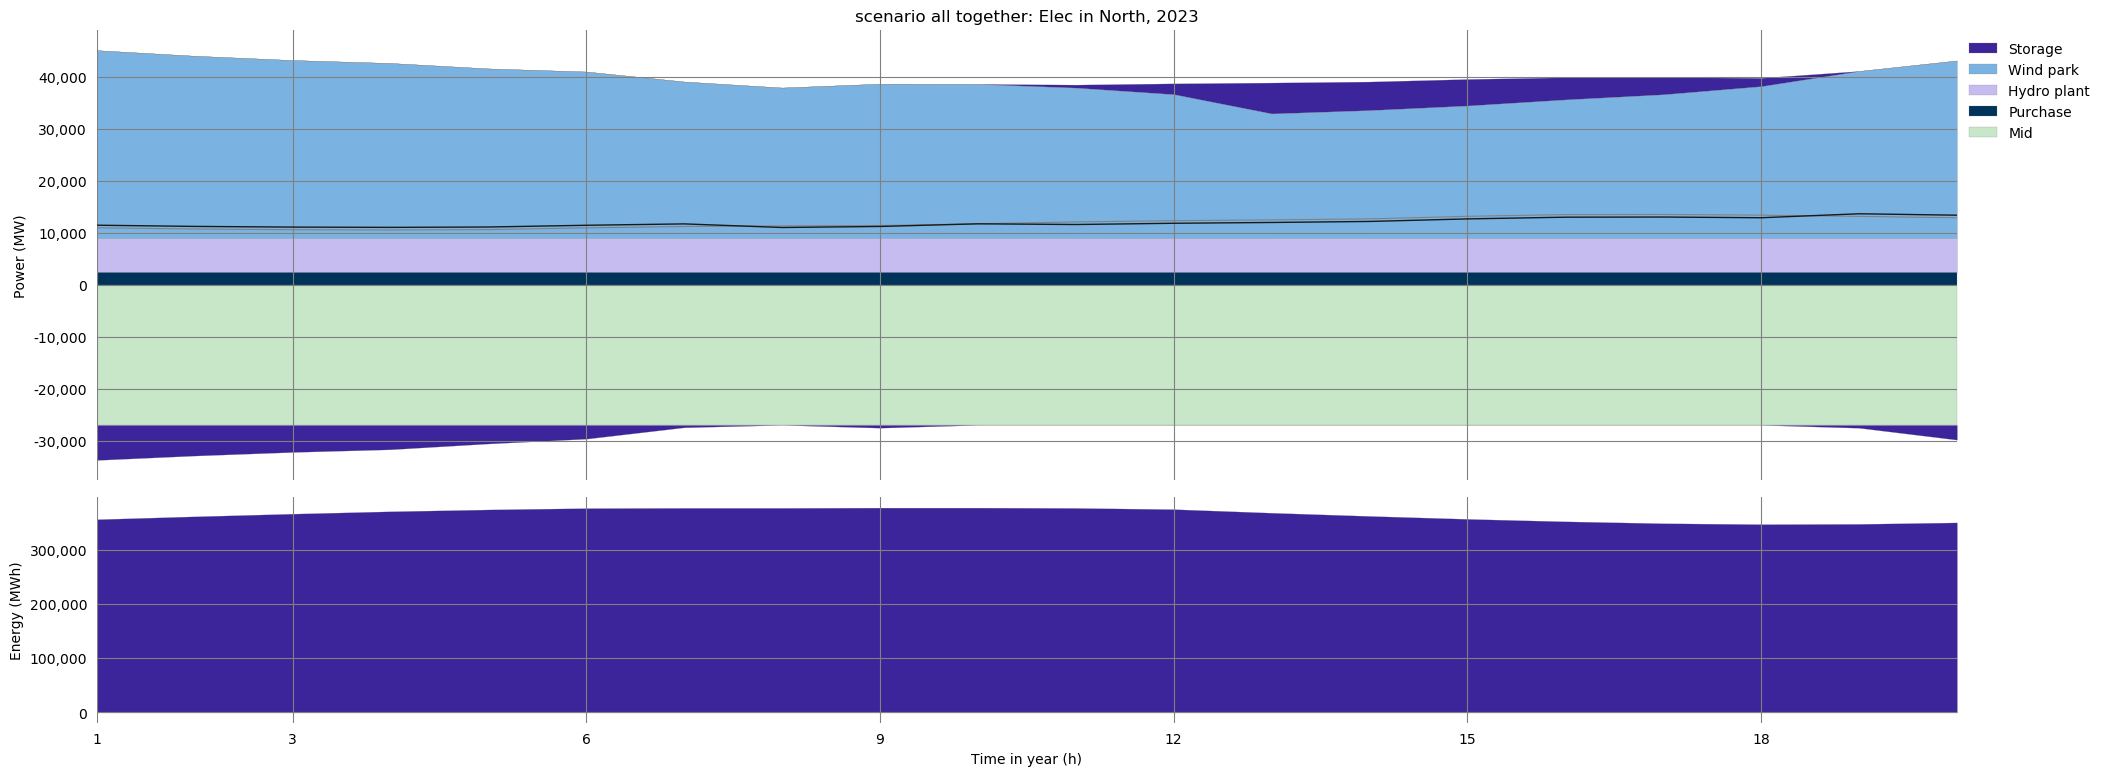 scenario all together: Elec in North, 2023
Storage
Wind park
Hydro plant
Purchase
Mid
Power (MW)
40,000
30,000
20,000
10,000
0
-10,000
-20,000
-30,000
Energy (MWh)
300,000
200,000
100,000
0
1 3 6 9 12 15 18
Time in year (h)